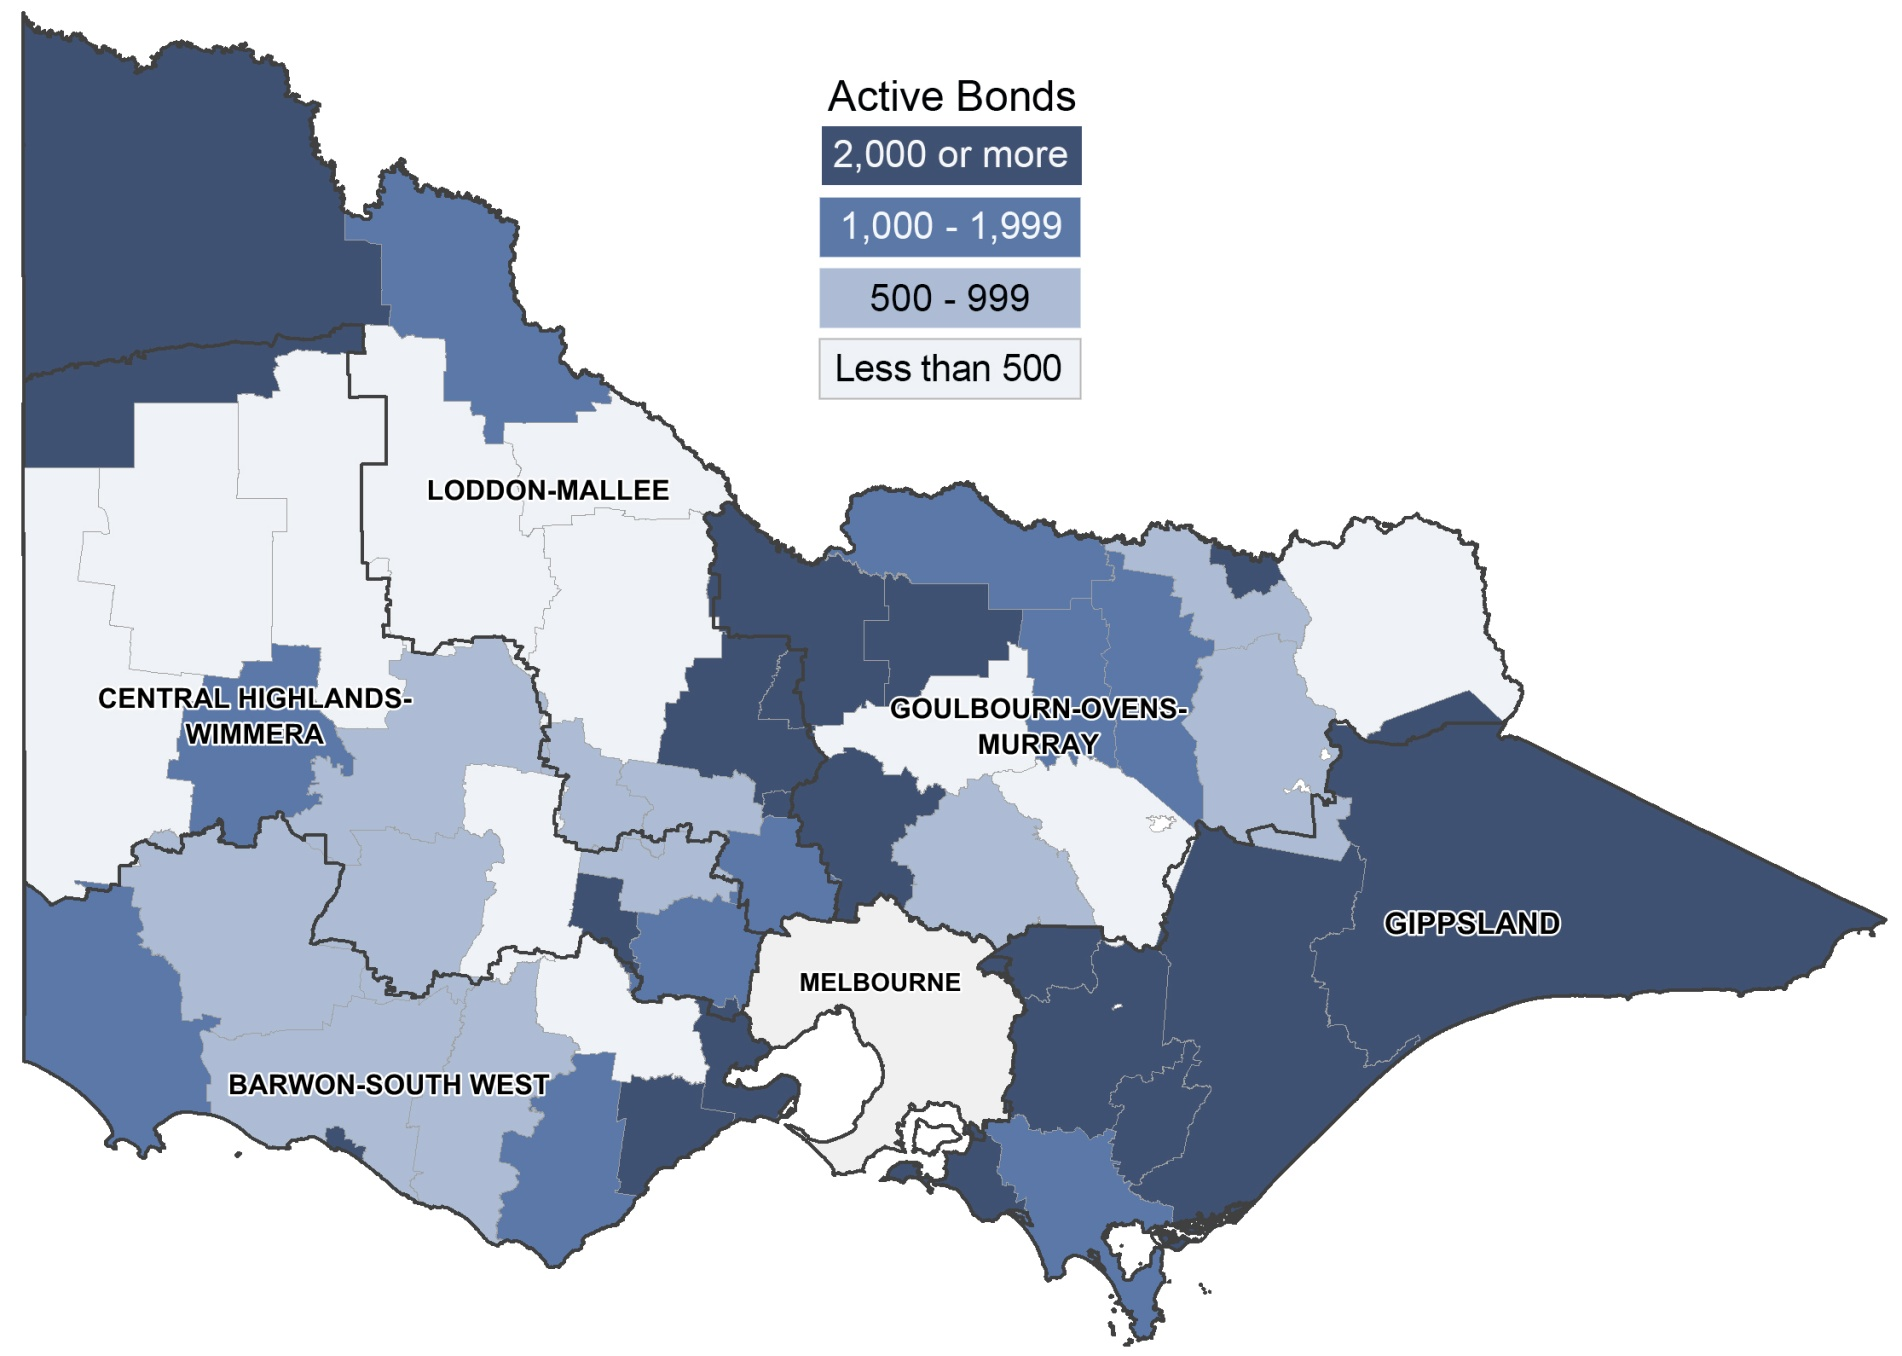 Active Bonds
2,000 or more
1,000 - 1,999
500 - 999
Less than 500
LODDON-MALLEE
CENTRAL HIGHLANDS-
WIMMERA
GOULBOURN-OVENS-
MURRAY
GIPPSLAND
MELBOURNE
BARWON-SOUTH WEST